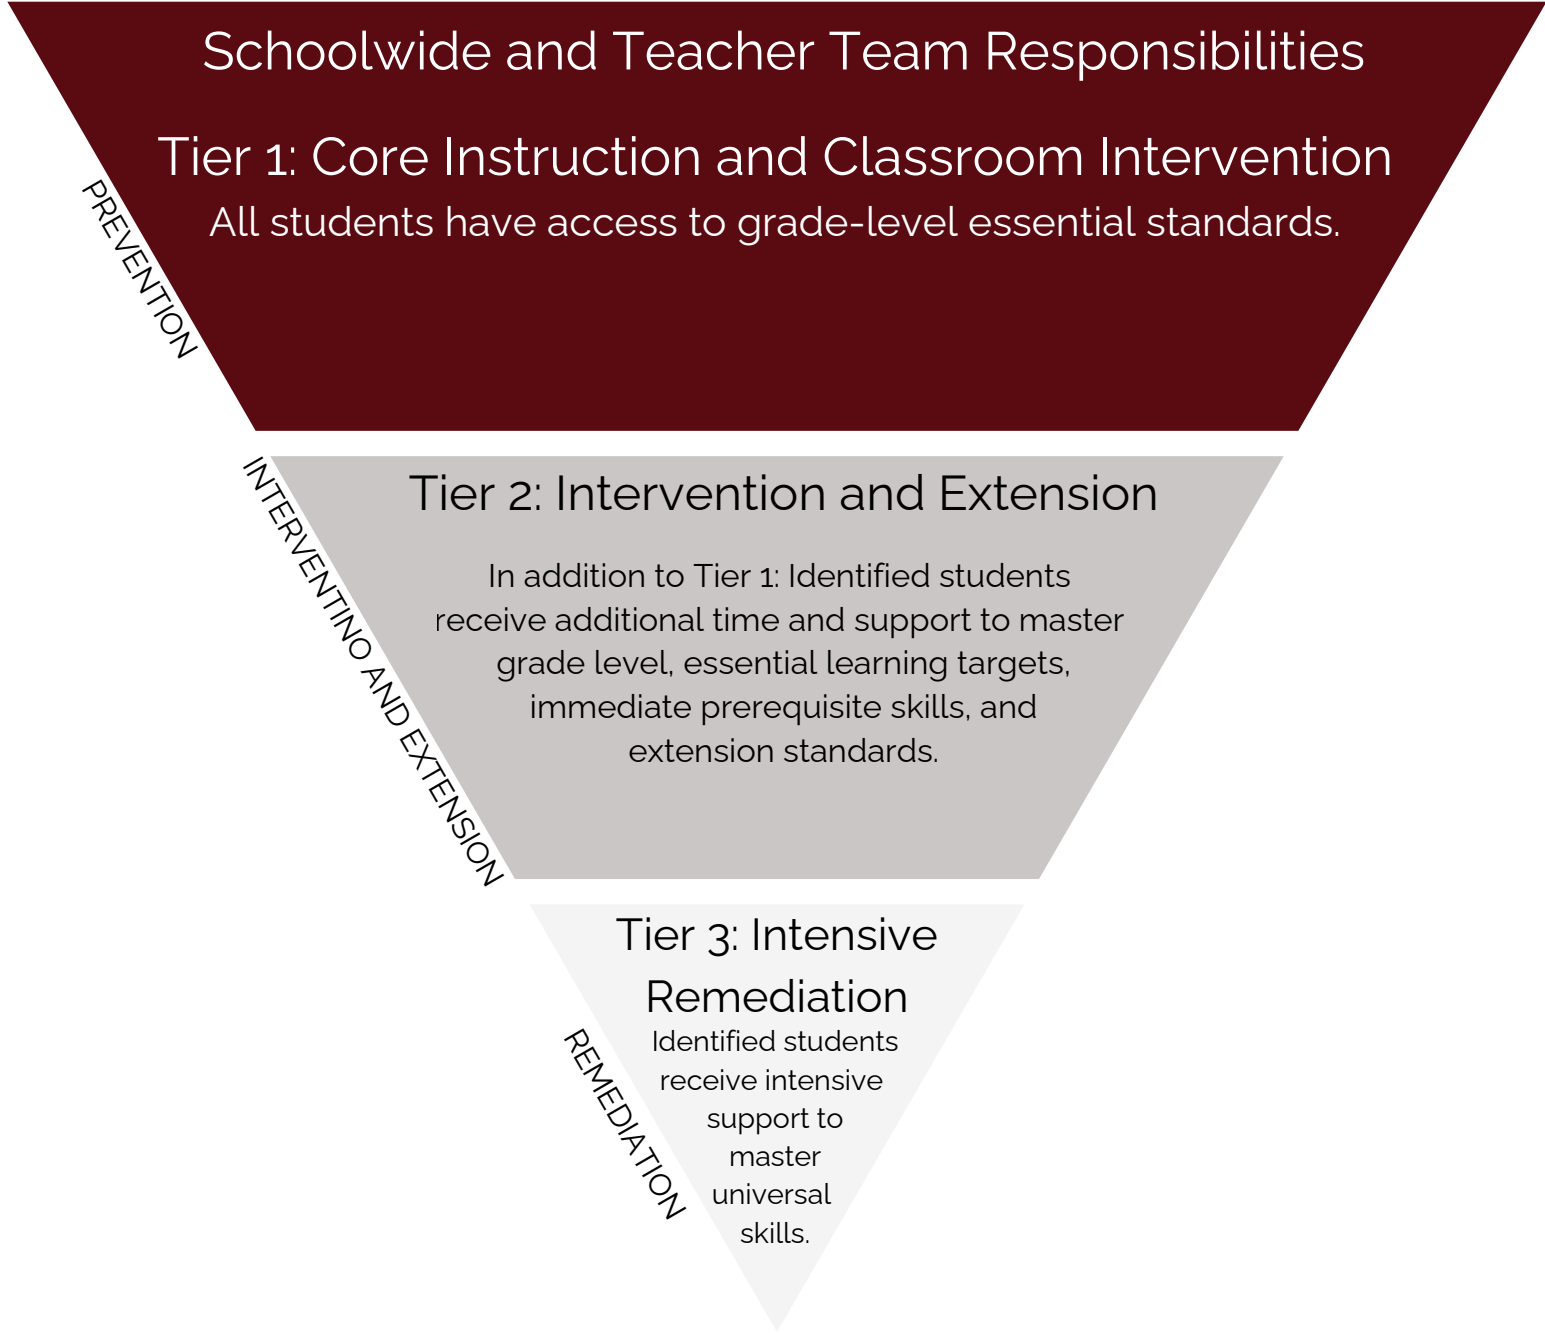 Schoolwide and Teacher Team Responsibilities
Tier 1: Core Instruction and Classroom Intervention
All students have access to grade-level essential standards.
PREVENTION
Tier 2: Intervention and Extension
In addition to Tier 1: Identified students
receive additional time and support to master
grade level, essential learning targets,
immediate prerequisite skills, and
extension standards.
INTERVENTINO AND EXTENSION
Tier 3: Intensive
Remediation
Identified students
receive intensive
support to
master
universal
skills.
REMEDIATION